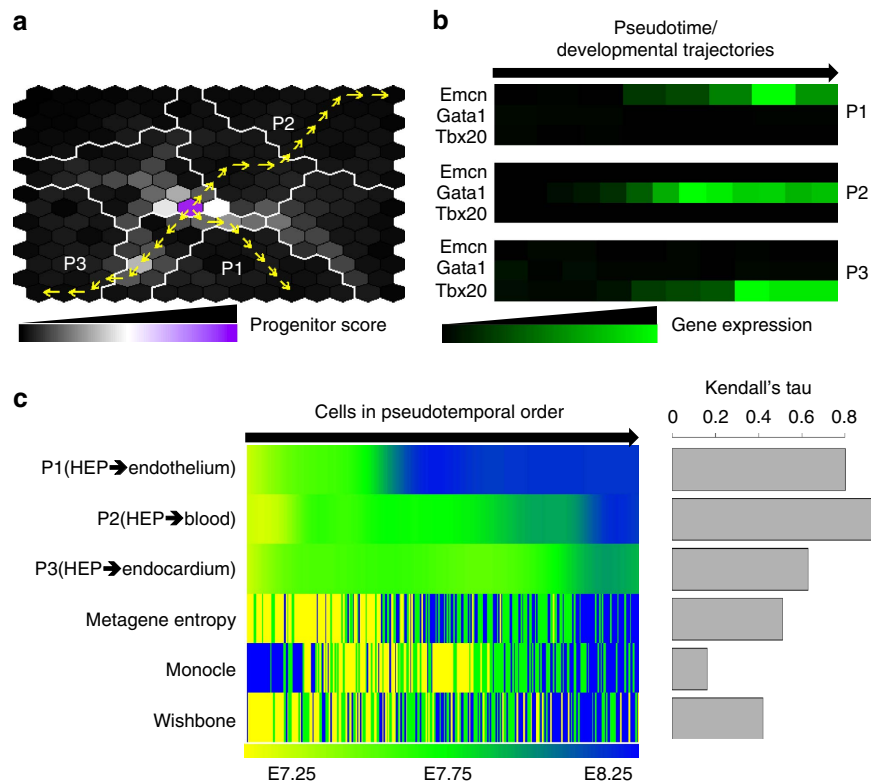 a
P2
P3
P1
Progenitor score
b
Pseudotime/
developmental trajectories
Emcn
Gata1
Tbx20
P1
Emcn
Gata1
Tbx20
P2
Emcn
Gata1
Tbx20
P3
Gene expression
c
Cells in pseudotemporal order
Kendall's tau
0 0.2 0.4 0.6 0.8
P1(HEP➔endothelium)
P2(HEP➔blood)
P3(HEP➔endocardium)
Metagene entropy
Monocle
Wishbone
E7.25 E7.75 E8.25